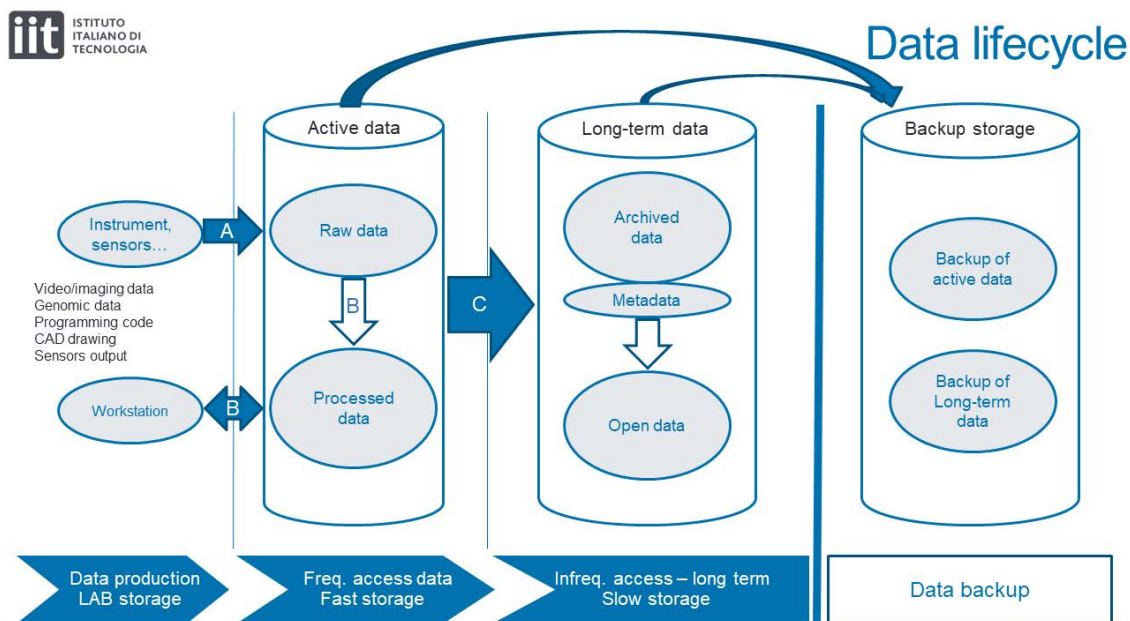 iit
ISTITUTO
ITALIANO DI
TECNOLOGIA
Data lifecycle
Active data
Long-term data
Backup storage
Instrument,
sensors…
A
Raw data
Archived
data
Backup of
active data
Video/imaging data
Genomic data
Programming code
CAD drawing
Sensors output
B
C
Metadata
Workstation
B
Processed
data
Open data
Backup of
Long-term
data
Data production
LAB storage
Freq. access data
Fast storage
Infreq. access – long term
Slow storage
Data backup